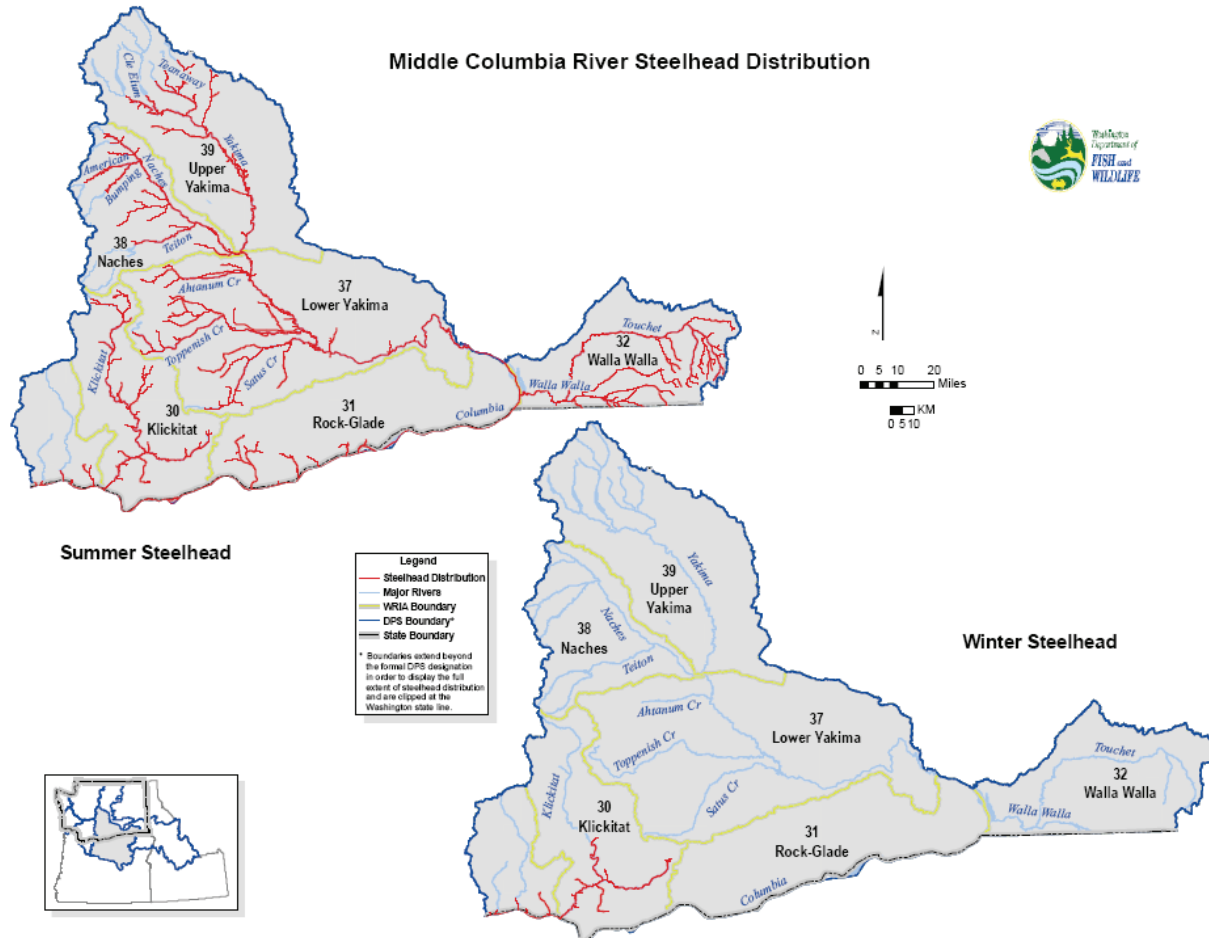 Middle Columbia River Steelhead Distribution
Washington
Department of
FISH and
WILDLIFE
Cle Elum
Teanaway
39
Upper
Yakima
Yakima
American
Bumping
Naches
38
Naches
Teiton
Ahtanum Cr
37
Lower Yakima
Toppenish Cr
Satus Cr
Klickitat
30
Klickitat
31
Rock-Glade
Columbia
Walla Walla
32
Walla Walla
Touchet
z
0 5 10 20
Miles
KM
0 5 10
Summer Steelhead
Legend
Steelhead Distribution
Major Rivers
WRIA Boundary
DPS Boundary*
State Boundary
* Boundaries extend beyond
the formal DPS designation
in order to display the full
extent of steelhead distribution
and are clipped at the
Washington state line.
Winter Steelhead
39
Upper
Yakima
Yakima
Naches
38
Naches
Teiton
Ahtanum Cr
37
Lower Yakima
Toppenish Cr
Satus Cr
Klickitat
30
Klickitat
31
Rock-Glade
Columbia
Walla Walla
32
Walla Walla
Touchet